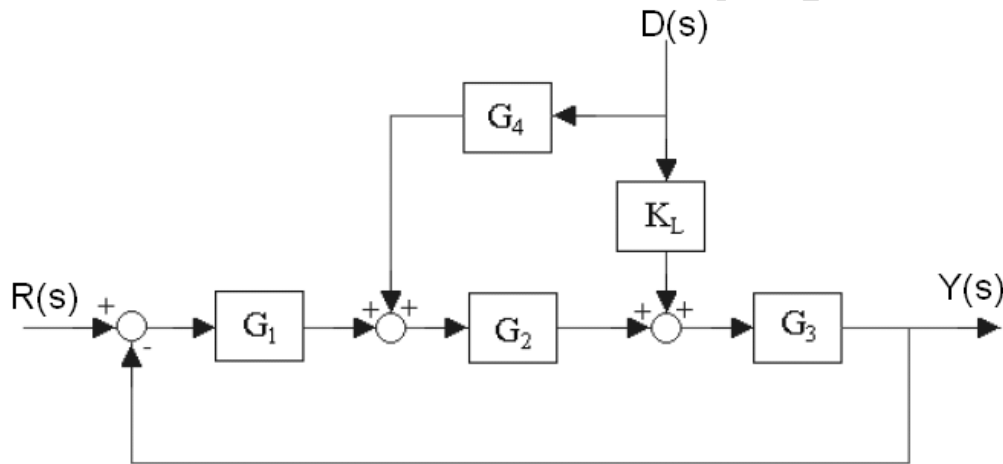 D(s)
G4
KL
R(s)
+
-
G1
+
+
G2
+
+
G3
Y(s)